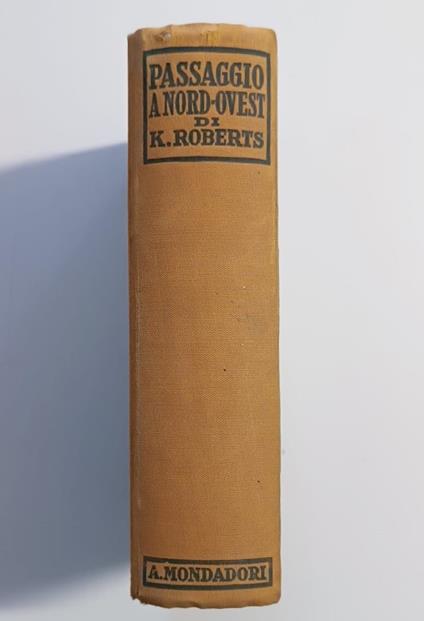 PASSAGGIO
A NORD-OVEST
DI
K. ROBERTS
A. MONDADORI